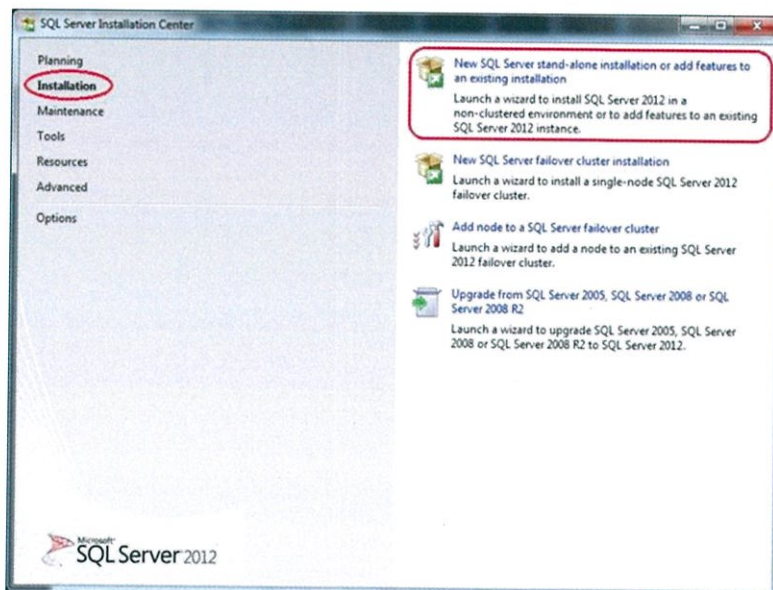 SQL Server Installation Center
Planning
Installation
Maintenance
Tools
Resources
Advanced
Options
New SQL Server stand-alone installation or add features to
an existing installation
Launch a wizard to install SQL Server 2012 in a
non-clustered environment or to add features to an existing
SQL Server 2012 instance.
New SQL Server failover cluster installation
Launch a wizard to install a single-node SQL Server 2012
failover cluster.
Add node to a SQL Server failover cluster
Launch a wizard to add a node to an existing SQL Server
2012 failover cluster.
Upgrade from SQL Server 2005, SQL Server 2008 or SQL
Server 2008 R2
Launch a wizard to upgrade SQL Server 2005, SQL Server
2008 or SQL Server 2008 R2 to SQL Server 2012.
Microsoft
SQL Server 2012